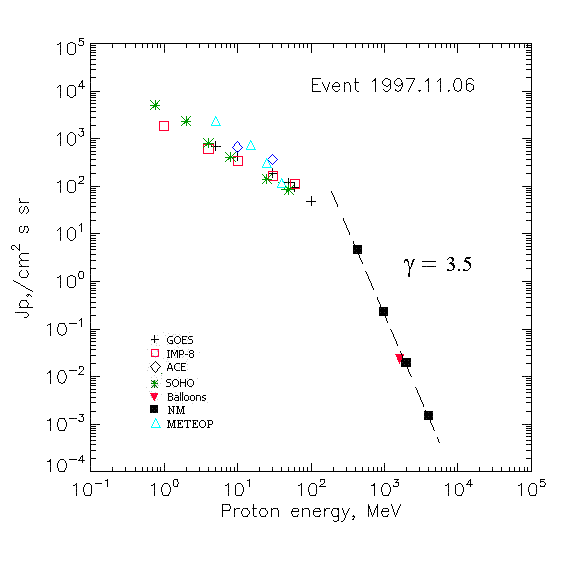 Event 1997.11.06
Jp,/cm² s sr
10⁵
10⁴
10³
10²
10¹
10⁰
10⁻¹
10⁻²
10⁻³
10⁻⁴
γ = 3.5
GOES
IMP-8
ACE
SOHO
Balloons
NM
METEOP
10⁻¹ 10⁰ 10¹ 10² 10³ 10⁴ 10⁵
Proton energy, MeV